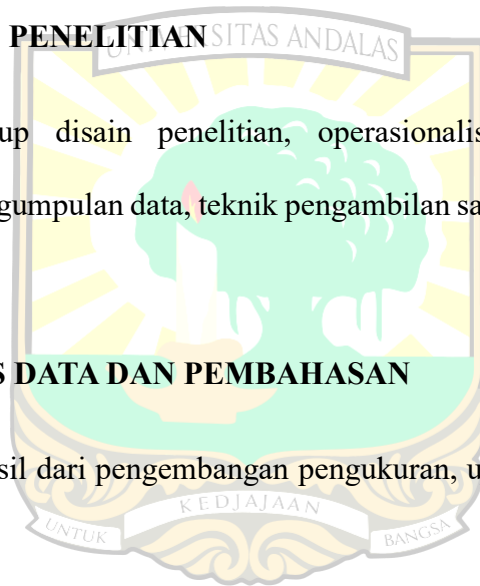 PENELITIAN
UNIVERSITAS ANDALAS
up disain penelitian, operasionalis
gumpulan data, teknik pengambilan sa
S DATA DAN PEMBAHASAN
sil dari pengembangan pengukuran, u
KEDJAJAAN
UNTUK BANGSA